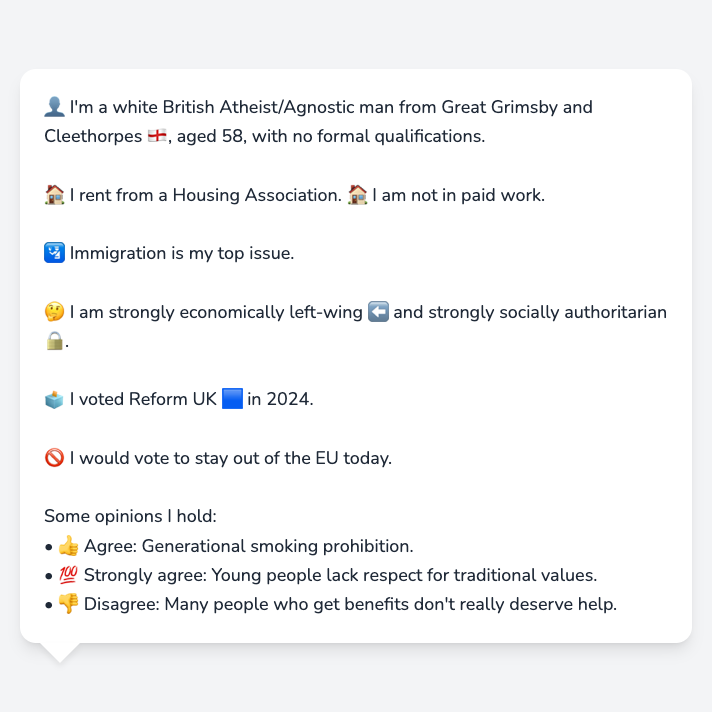 👤 I'm a white British Atheist/Agnostic man from Great Grimsby and
Cleethorpes 🏴󠁧󠁢󠁥󠁮󠁧󠁿, aged 58, with no formal qualifications.
🏠 I rent from a Housing Association. 🏠 I am not in paid work.
🛂 Immigration is my top issue.
🤔 I am strongly economically left-wing ⬅️ and strongly socially authoritarian
🔒.
🗳️ I voted Reform UK 🟦 in 2024.
🚫 I would vote to stay out of the EU today.
Some opinions I hold:
• 👍 Agree: Generational smoking prohibition.
• 💯 Strongly agree: Young people lack respect for traditional values.
• 👎 Disagree: Many people who get benefits don't really deserve help.